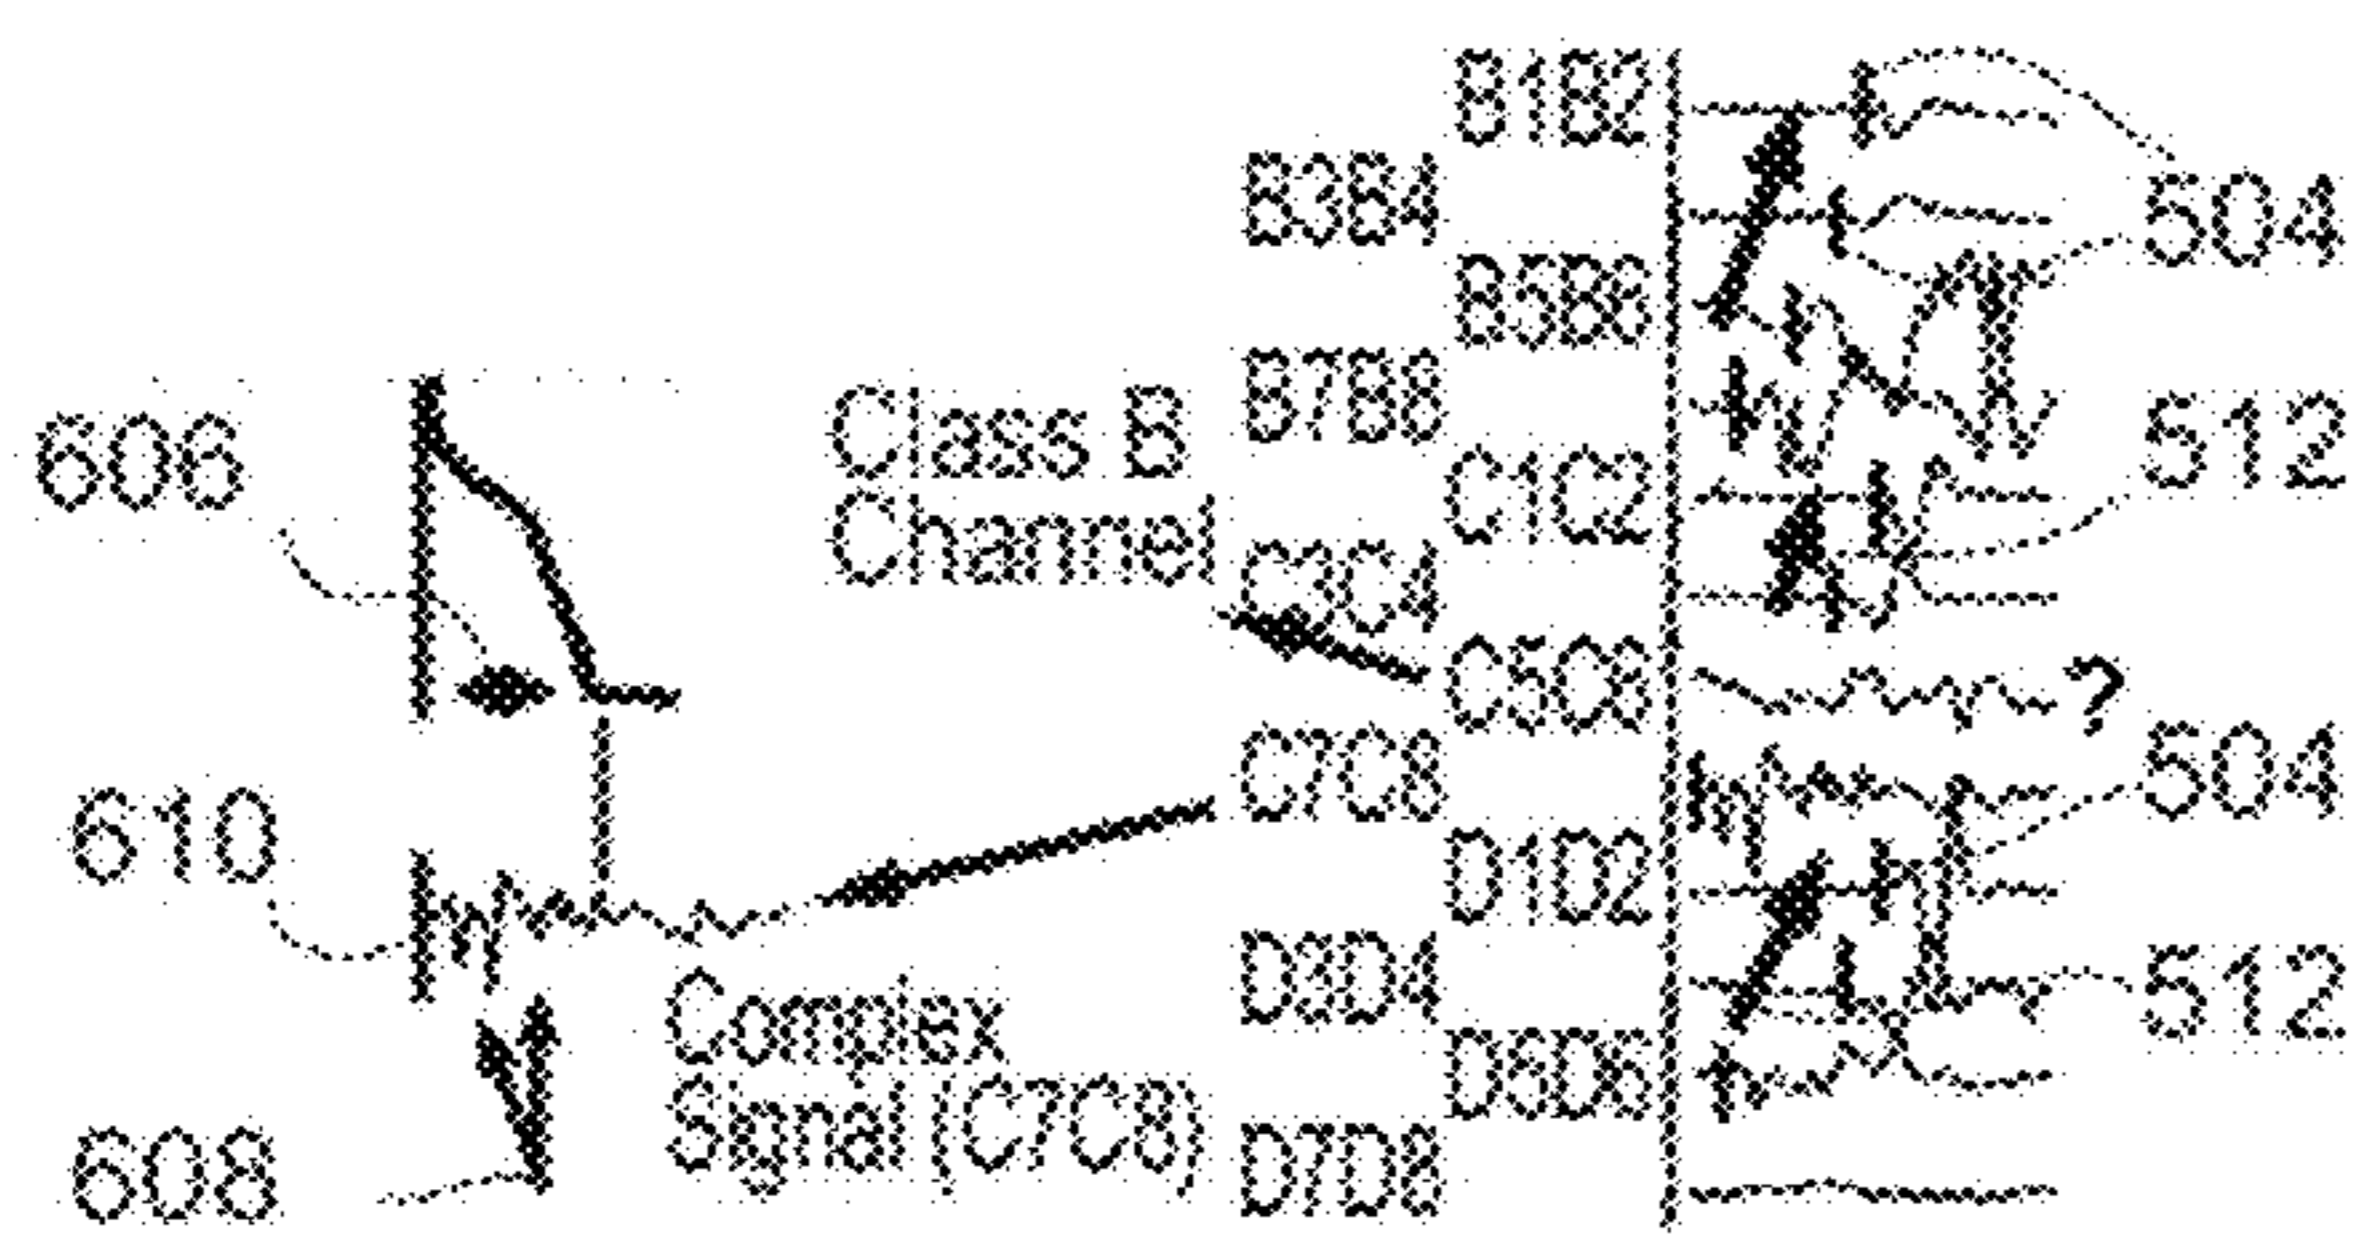 B1B2
B3B4
504
B5B6
B7B8
606
Class B
512
Channel
C1C2
C3C4
C5C6
?
C7C8
504
610
D1D2
D3D4
512
Complex
D5D6
Signal (C7C8)
608
D7D8